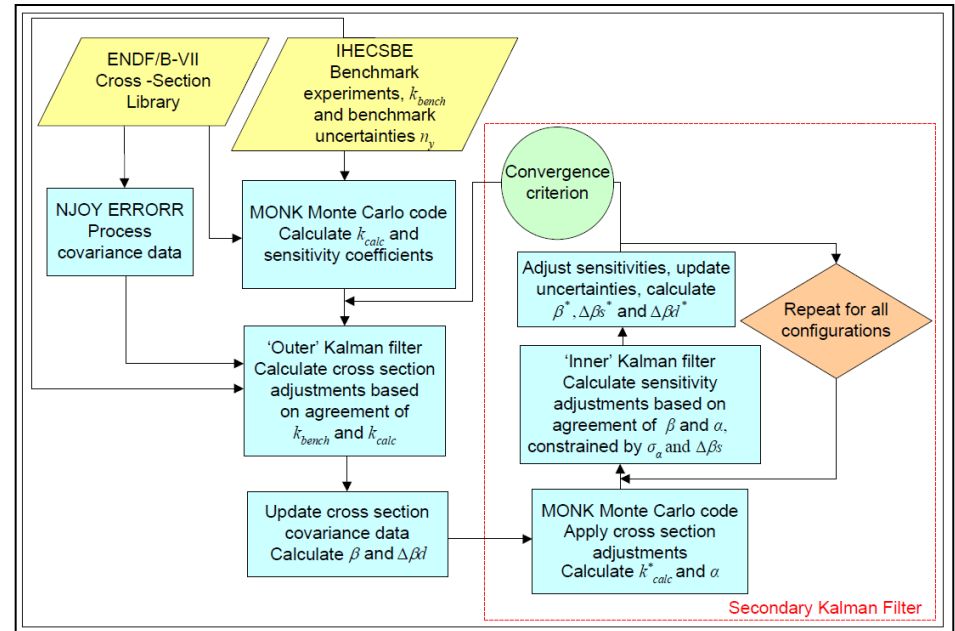 ENDF/B-VII
Cross -Section
Library
IHECSBE
Benchmark
experiments, k_bench
and benchmark
uncertainties n_y
NJOY ERRORR
Process
covariance data
MONK Monte Carlo code
Calculate k_calc and
sensitivity coefficients
Convergence
criterion
Adjust sensitivities, update
uncertainties, calculate
β*, Δβs* and Δβd*
Repeat for all
configurations
'Outer' Kalman filter
Calculate cross section
adjustments based
on agreement of
k_bench and k_calc
'Inner' Kalman filter
Calculate sensitivity
adjustments based on
agreement of β and α,
constrained by σ_α and Δβs
Update cross section
covariance data
Calculate β and Δβd
MONK Monte Carlo code
Apply cross section
adjustments
Calculate k*_calc and α
Secondary Kalman Filter